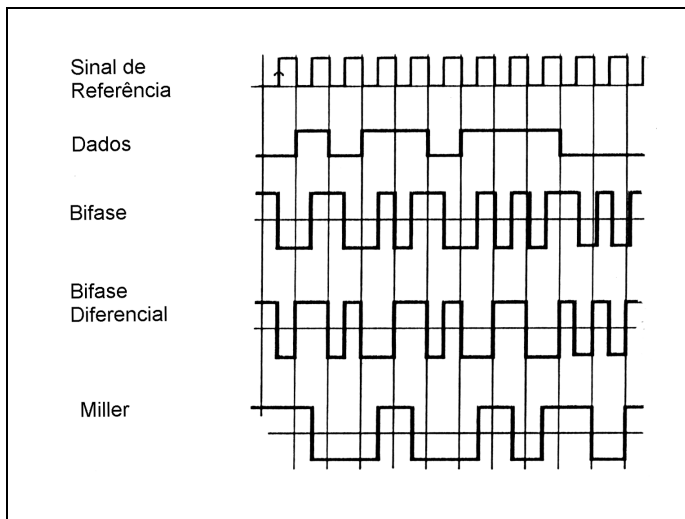 Sinal de
Referência
Dados
Bifase
Bifase
Diferencial
Miller